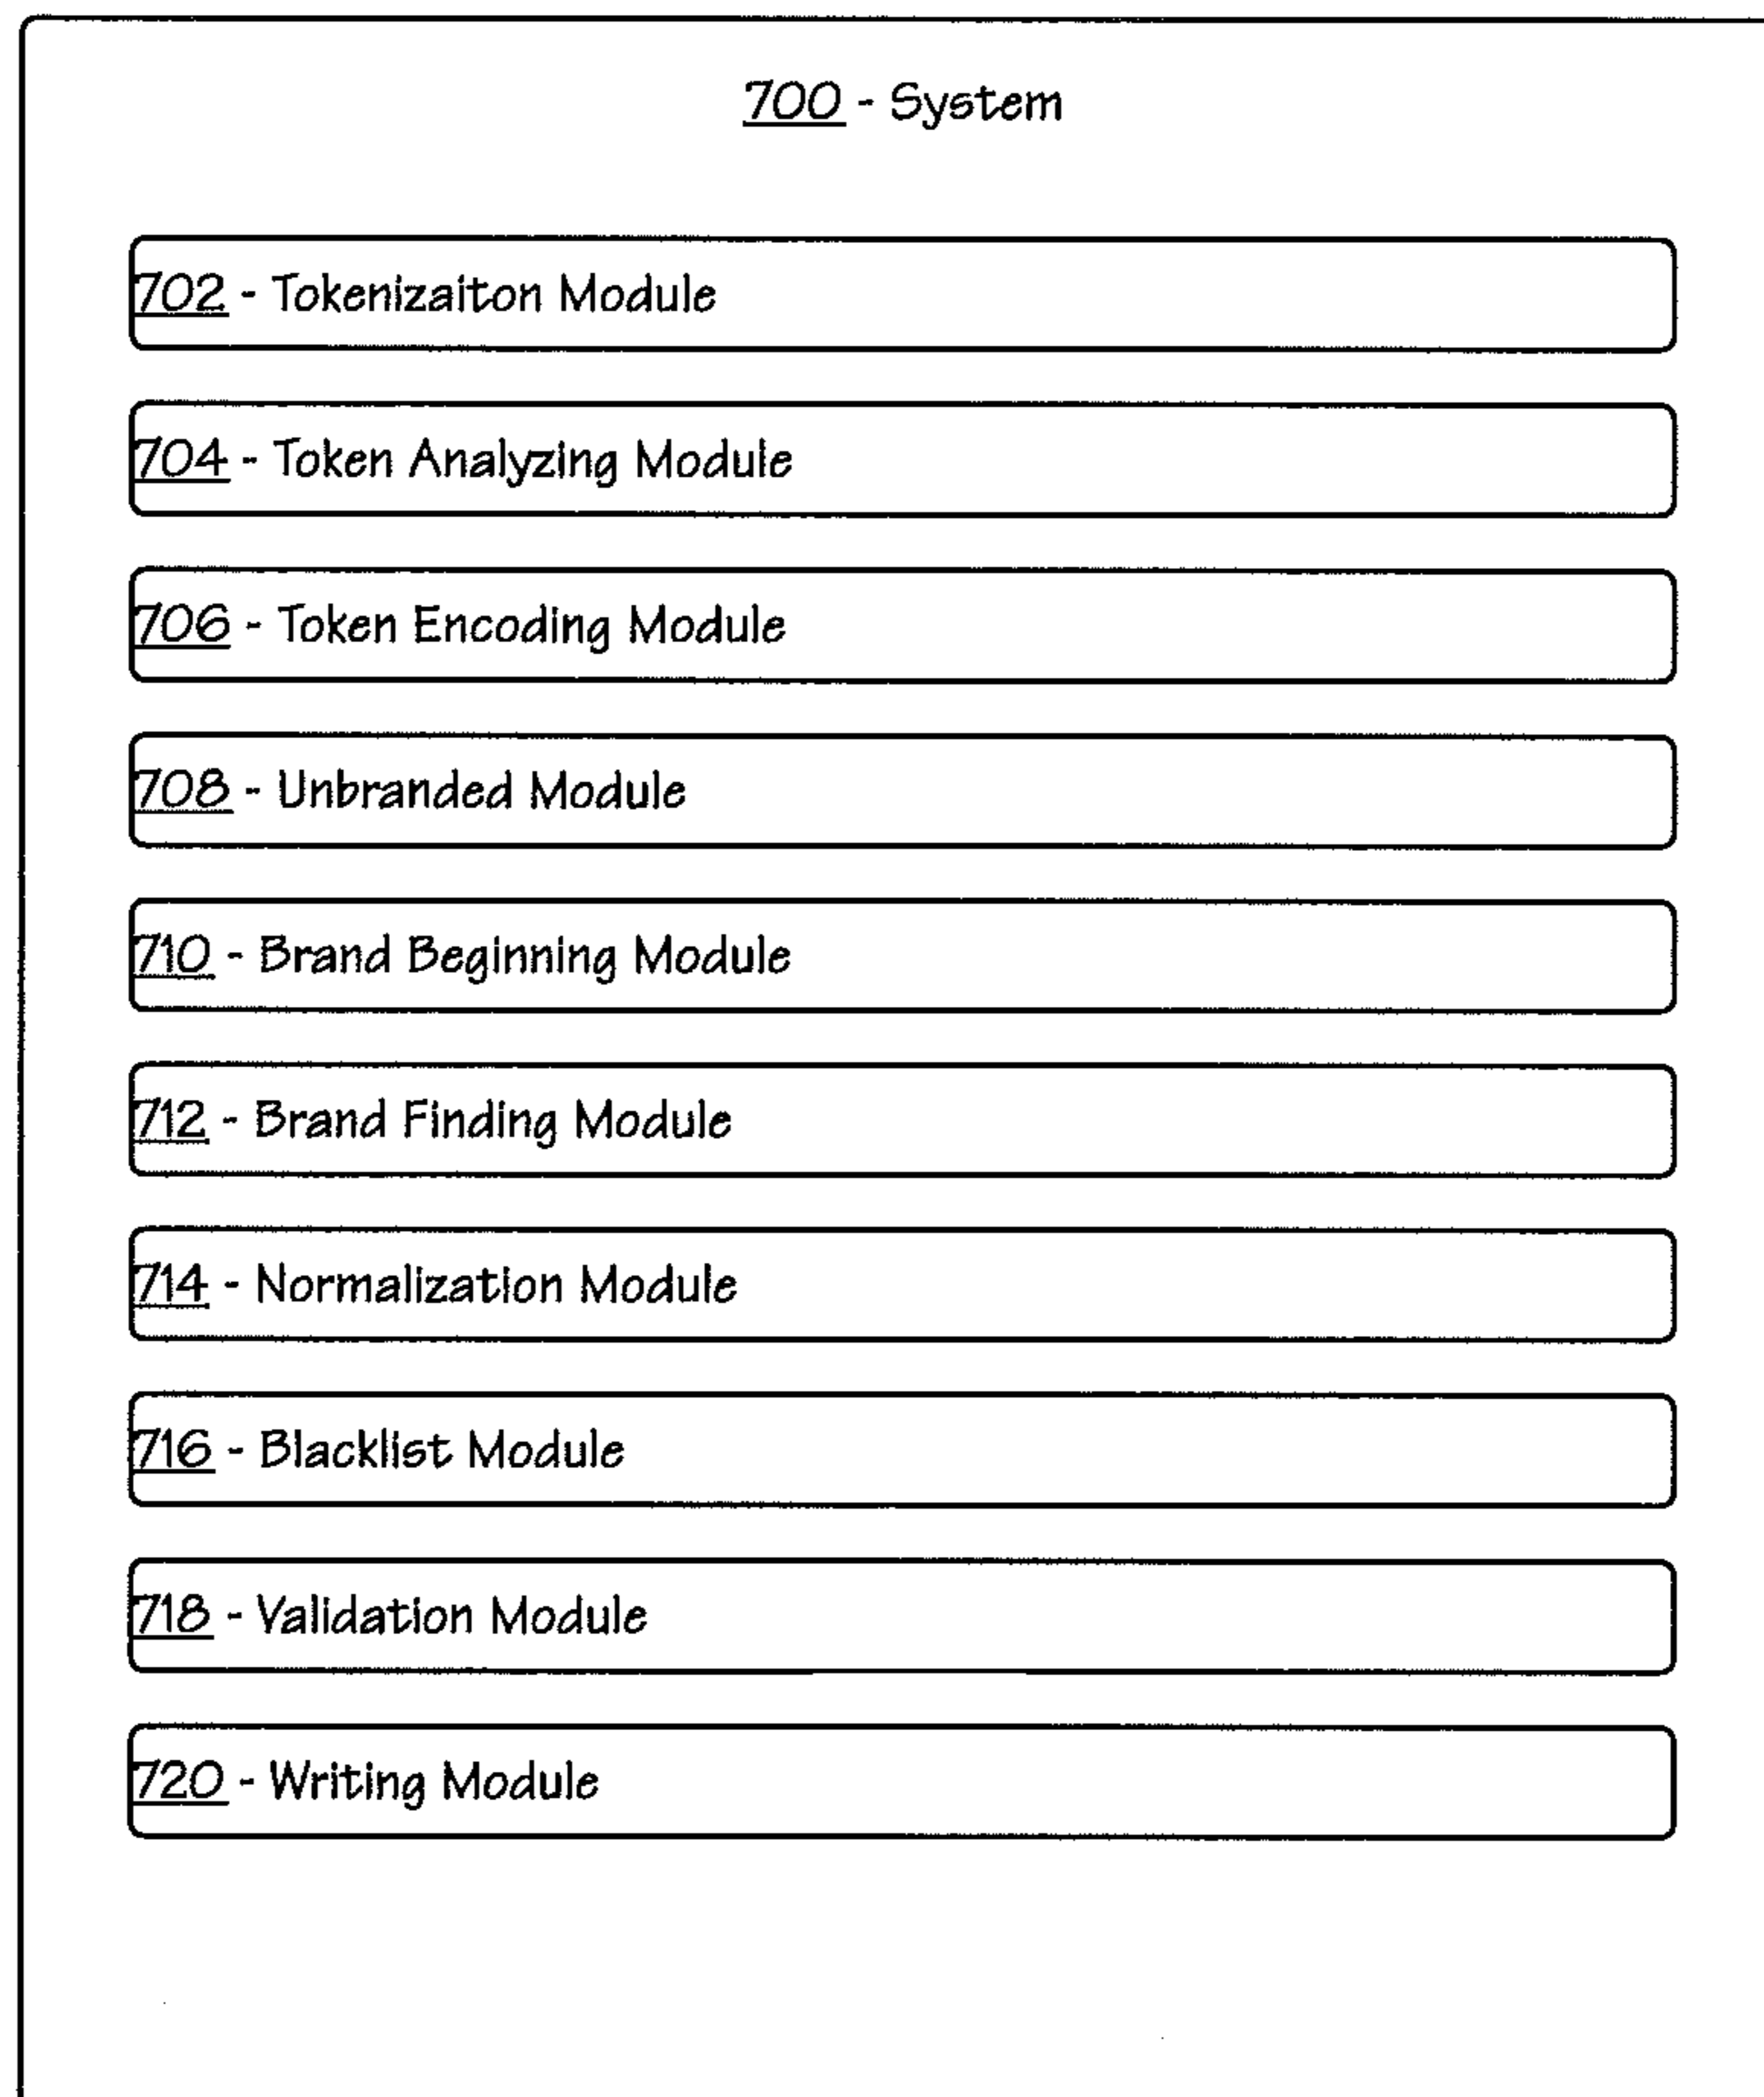 700 - System
702 - Tokenizaiton Module
704 - Token Analyzing Module
706 - Token Encoding Module
708 - Unbranded Module
710 - Brand Beginning Module
712 - Brand Finding Module
714 - Normalization Module
716 - Blacklist Module
718 - Validation Module
720 - Writing Module